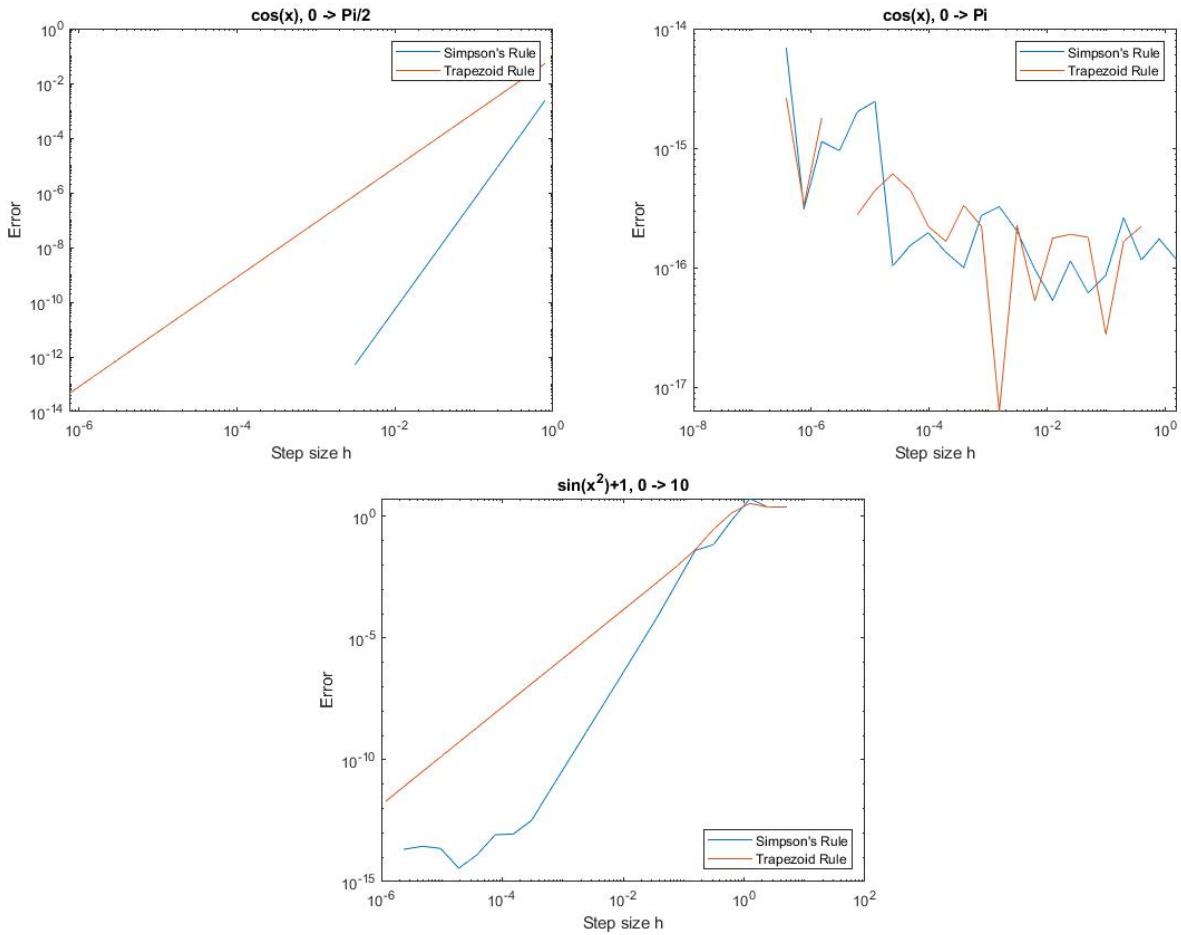 cos(x), 0 -> Pi/2
10^0
10^-2
10^-4
10^-6
10^-8
10^-10
10^-12
10^-14
Error
Simpson's Rule
Trapezoid Rule
10^-6
10^-4
10^-2
10^0
Step size h
cos(x), 0 -> Pi
10^-14
10^-15
10^-16
10^-17
Error
Simpson's Rule
Trapezoid Rule
10^-8
10^-6
10^-4
10^-2
10^0
Step size h
sin(x^2)+1, 0 -> 10
10^0
10^-5
10^-10
10^-15
Error
Simpson's Rule
Trapezoid Rule
10^-6
10^-4
10^-2
10^0
10^2
Step size h